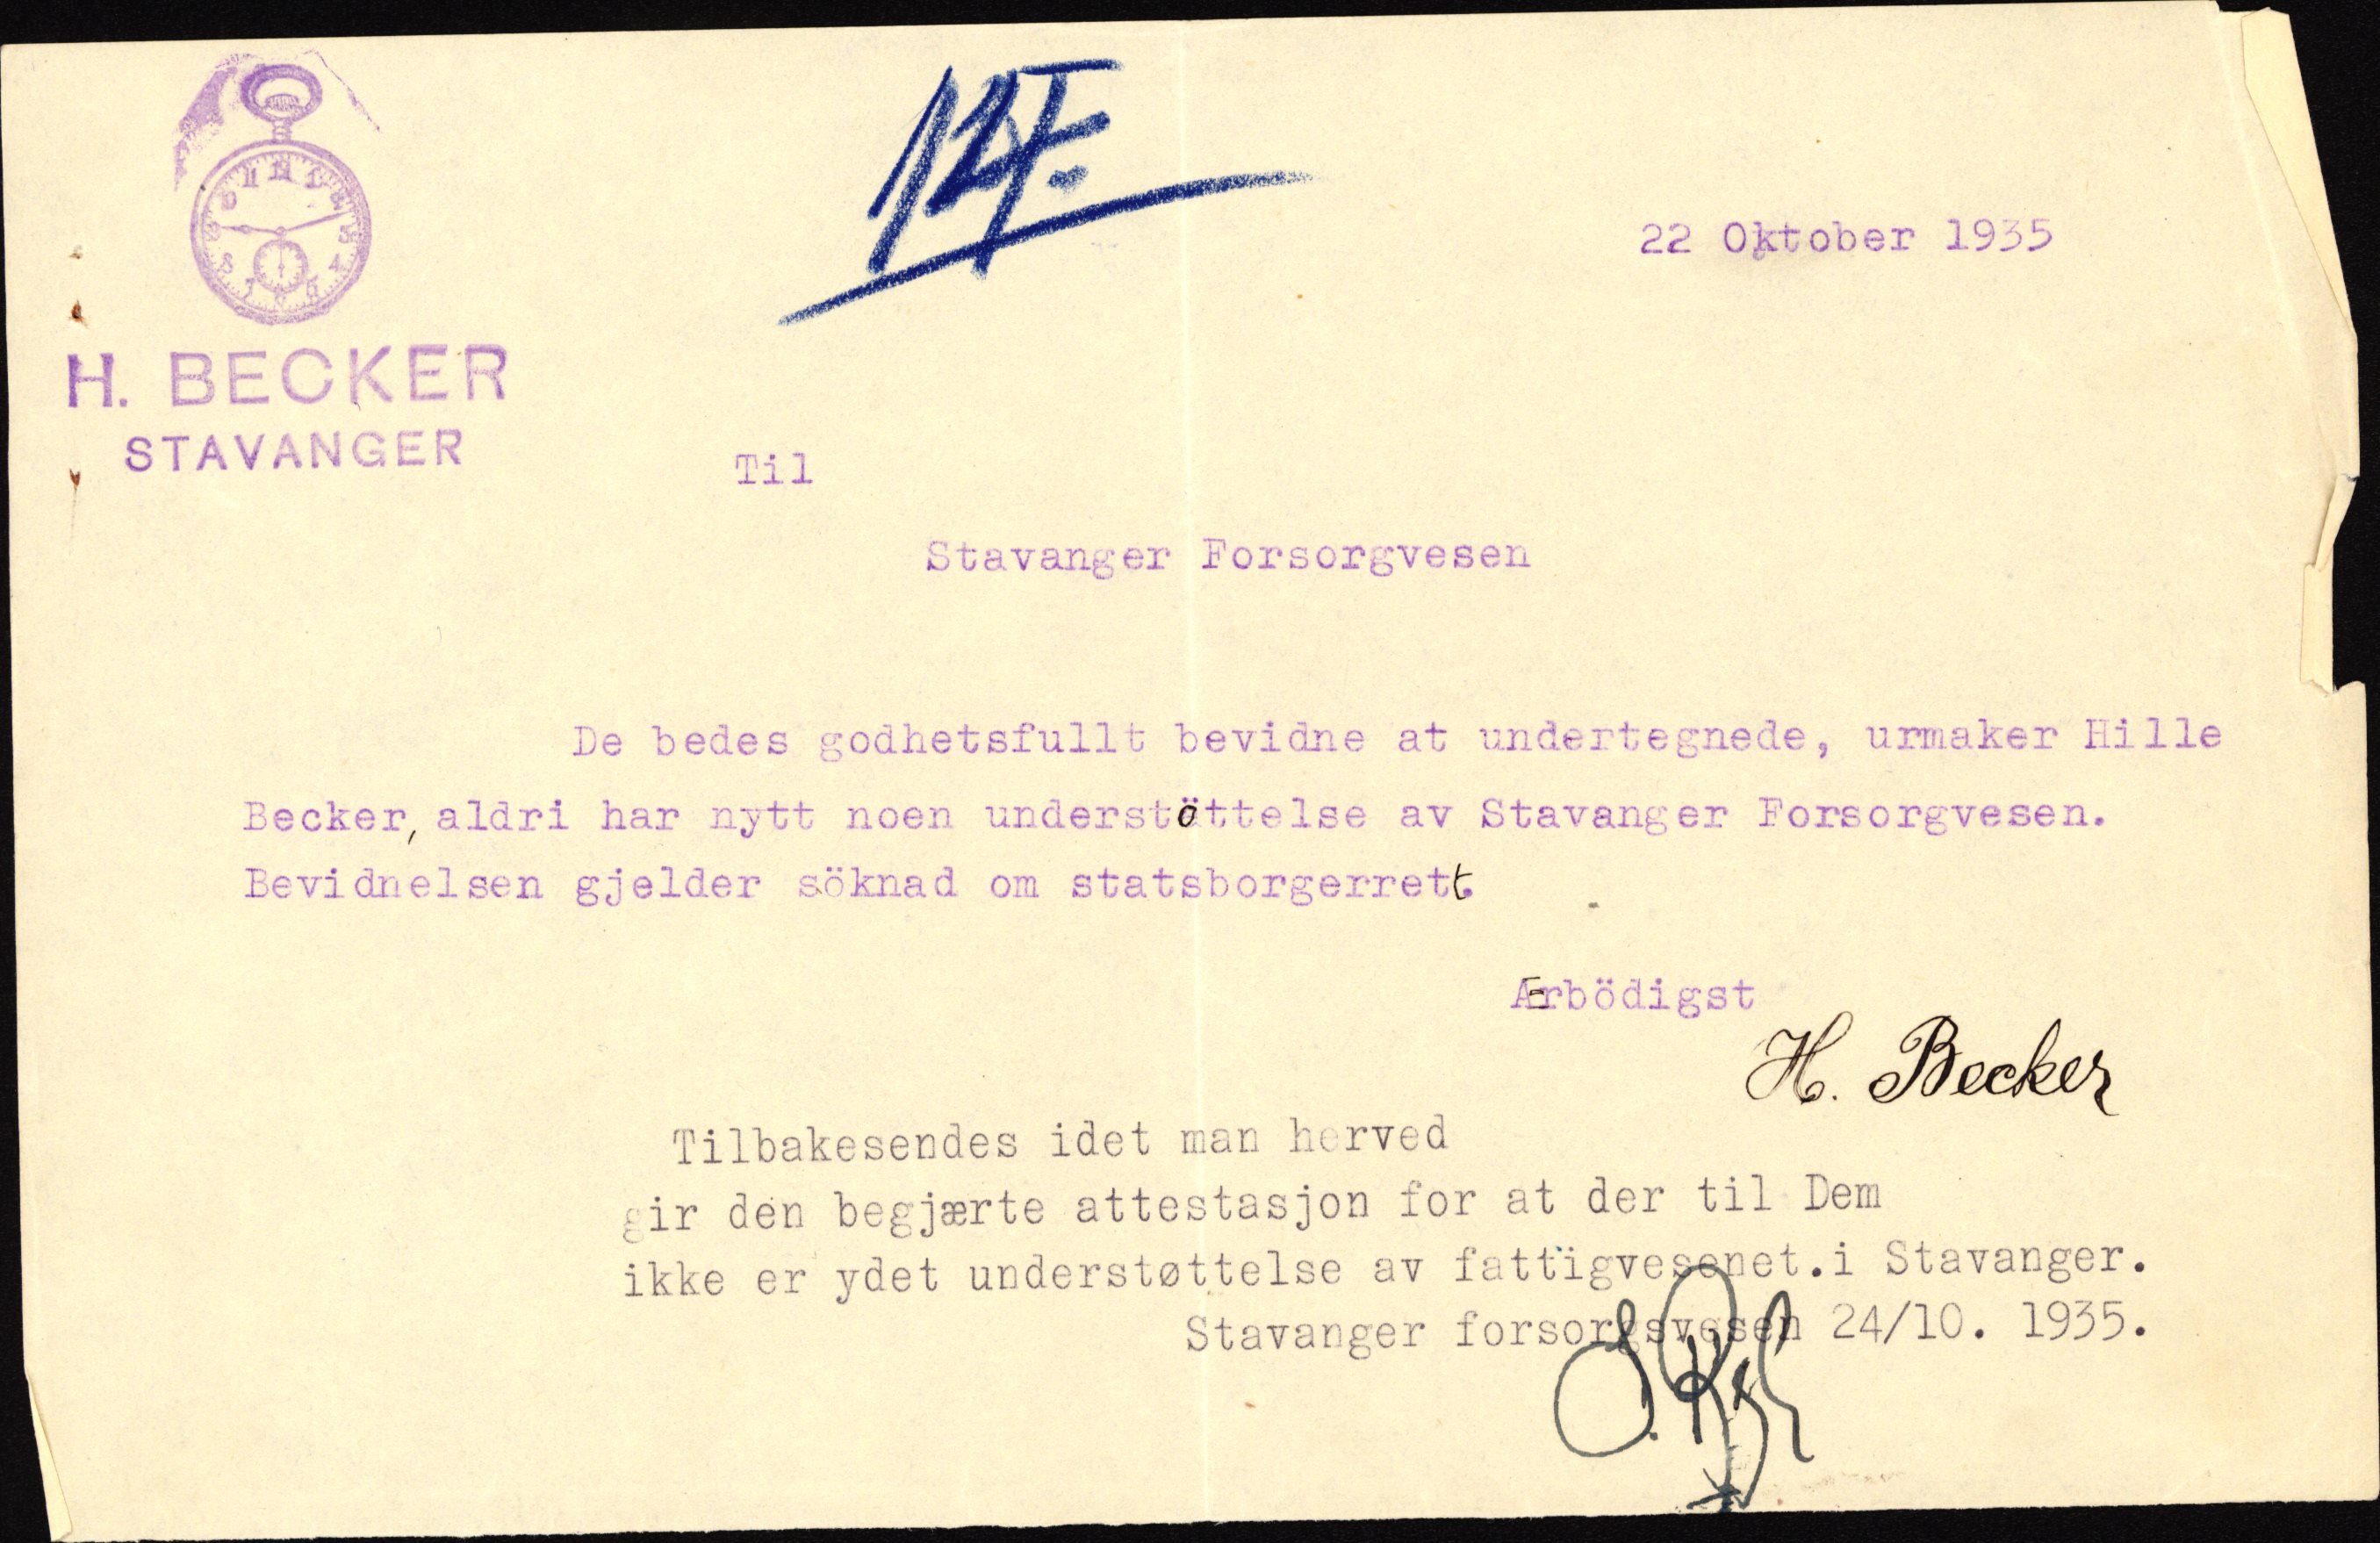 H. BECKER
STAVANGER
22 Oktober 1935
Til
Stavanger Forsorgvesen
De bedes godhetsfullt bevidne at undertegnede, urmaker Hille
Becker, aldri har nytt noen understöttelse av Stavanger Forsorgvesen.
Bevidnelsen gjelder söknad om statsborgerrett.
Ærbödigst
H. Becker
Tilbakesendes idet man herved
gir den begjærte attestasjon for at der til Dem
ikke er ydet understøttelse av fattigvesenet.i Stavanger.
Stavanger forsorgsvesen 24/10. 1935.